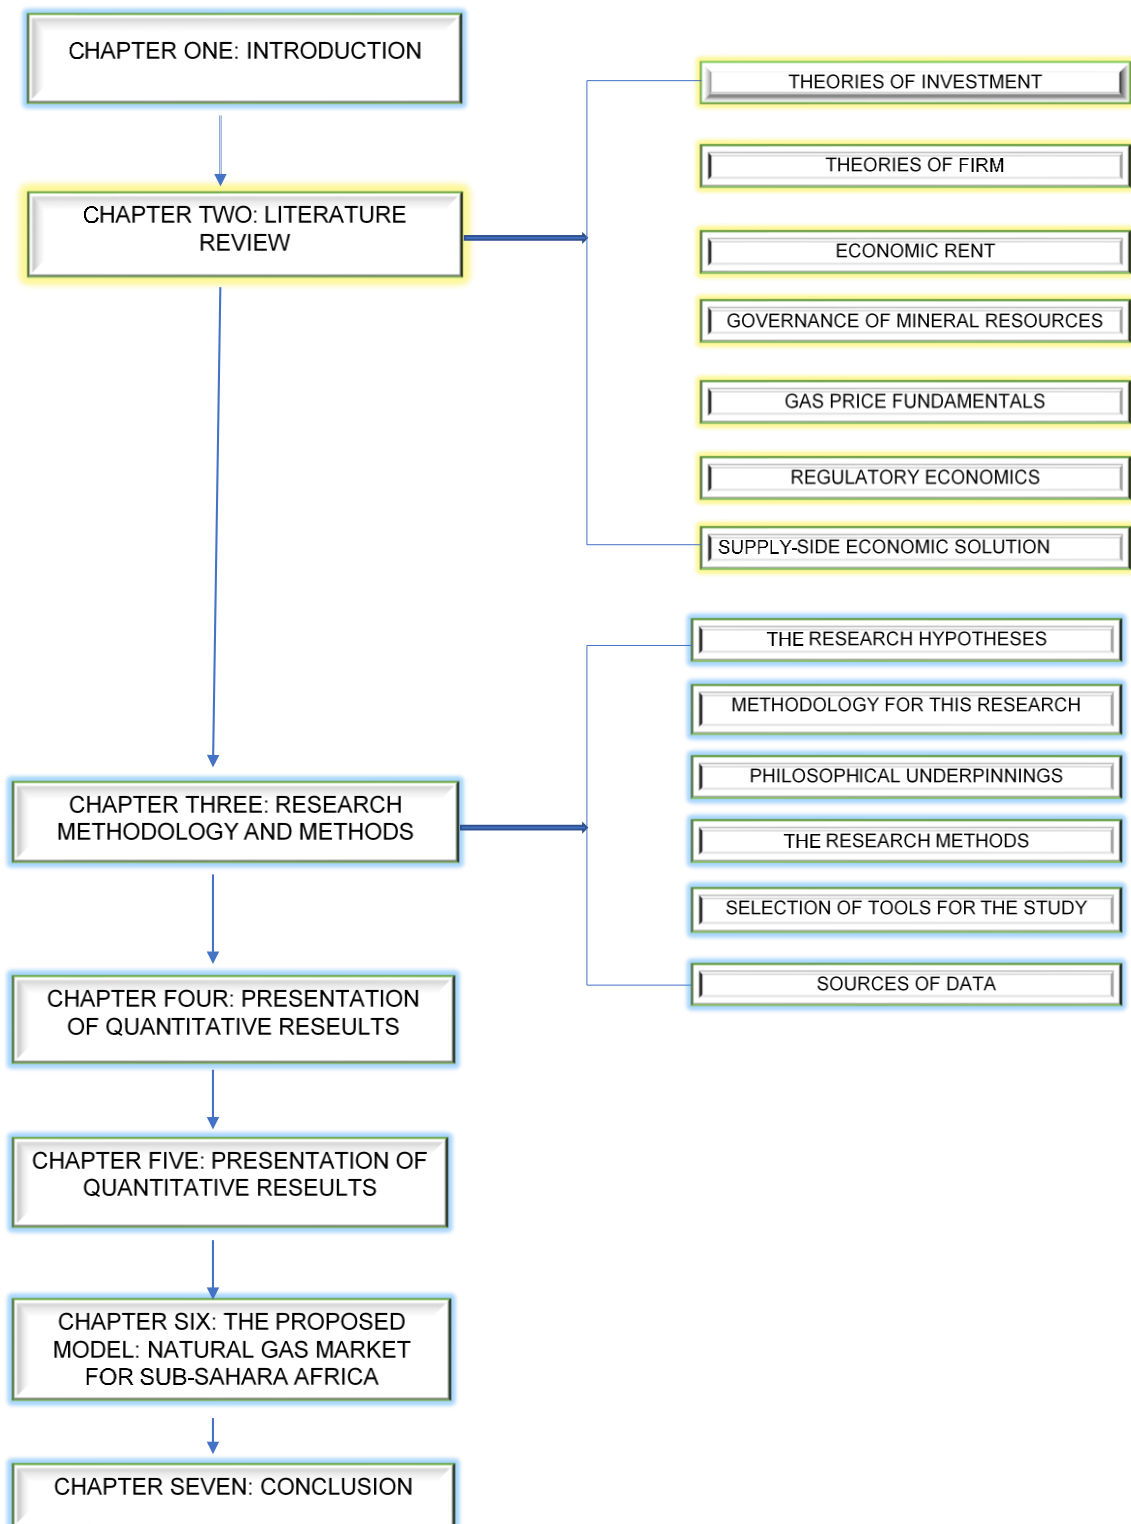 CHAPTER ONE: INTRODUCTION
THEORIES OF INVESTMENT
THEORIES OF FIRM
CHAPTER TWO: LITERATURE
REVIEW
ECONOMIC RENT
GOVERNANCE OF MINERAL RESOURCES
GAS PRICE FUNDAMENTALS
REGULATORY ECONOMICS
SUPPLY-SIDE ECONOMIC SOLUTION
THE RESEARCH HYPOTHESES
METHODOLOGY FOR THIS RESEARCH
PHILOSOPHICAL UNDERPINNINGS
CHAPTER THREE: RESEARCH
METHODOLOGY AND METHODS
THE RESEARCH METHODS
SELECTION OF TOOLS FOR THE STUDY
SOURCES OF DATA
CHAPTER FOUR: PRESENTATION
OF QUANTITATIVE RESEULTS
CHAPTER FIVE: PRESENTATION OF
QUANTITATIVE RESEULTS
CHAPTER SIX: THE PROPOSED
MODEL: NATURAL GAS MARKET
FOR SUB-SAHARA AFRICA
CHAPTER SEVEN: CONCLUSION